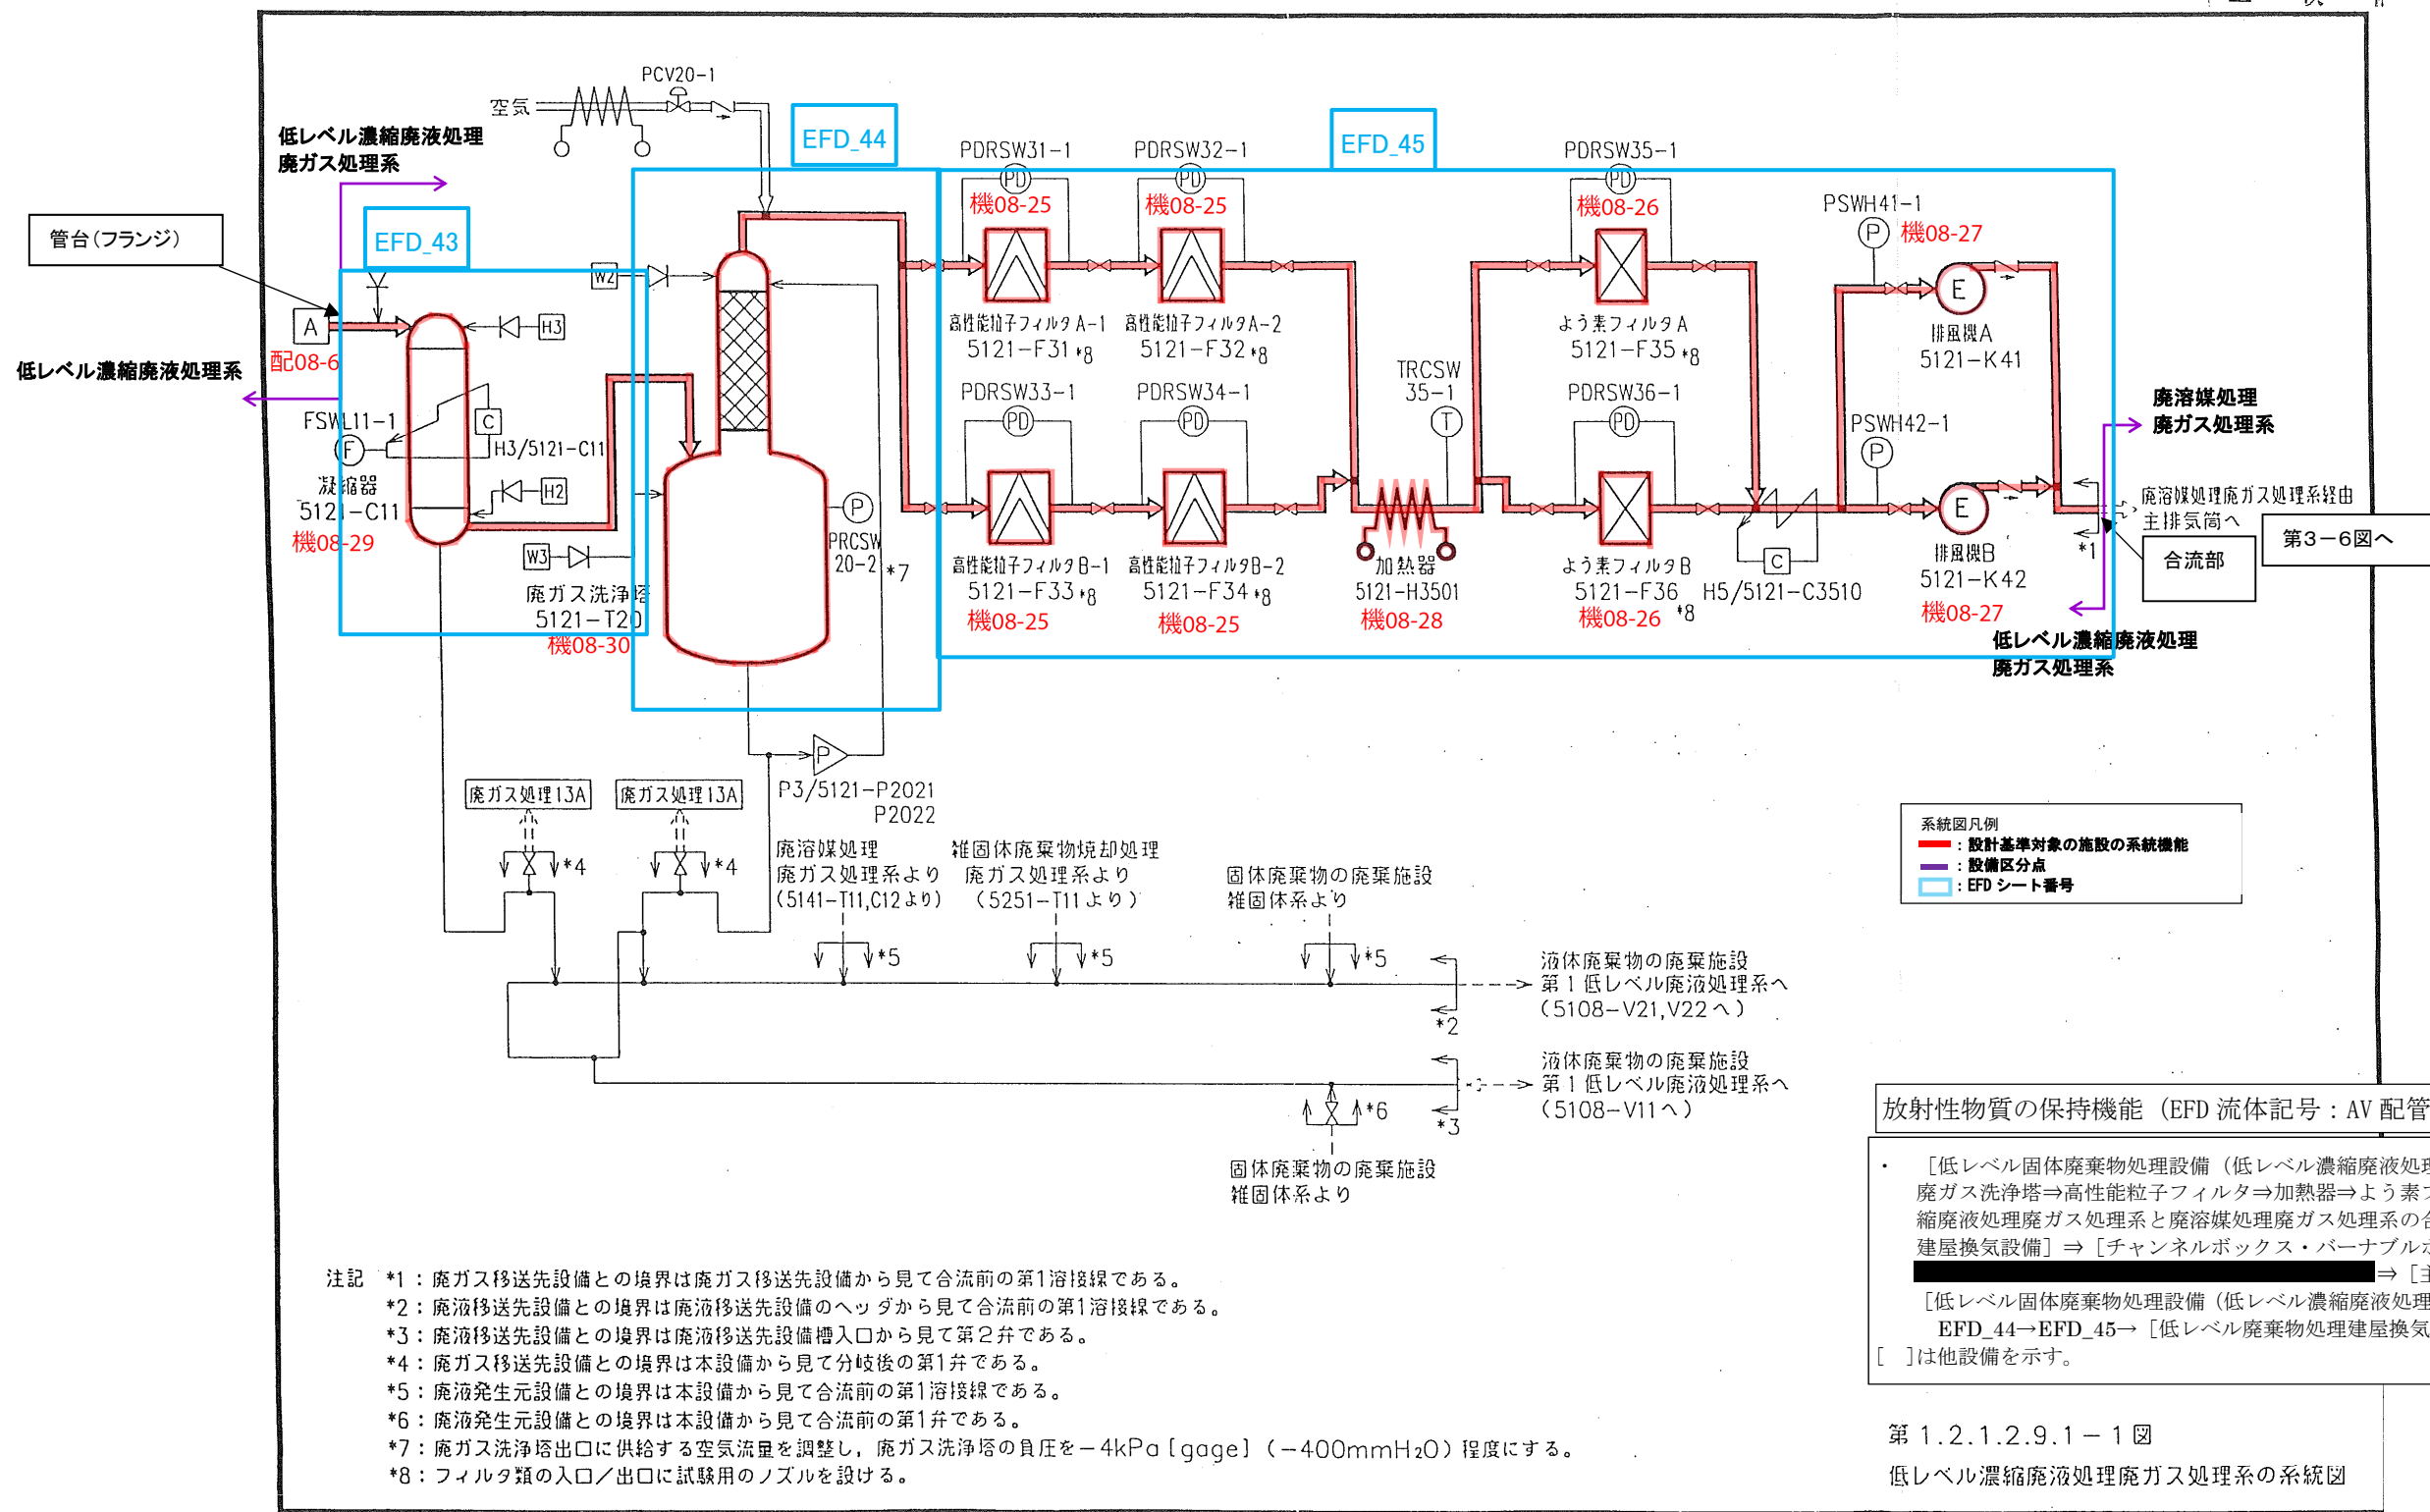 空気
PCV20-1
低レベル濃縮廃液処理
廃ガス処理系
EFD_43
EFD_44
EFD_45
管台(フランジ)
A
配08-6
低レベル濃縮廃液処理系
H3
FSWL11-1
F
C
H3/5121-C11
凝縮器
5121-C11
機08-29
H2
W2
W3
廃ガス洗浄塔
5121-T20
機08-30
P
PRCSW
20-2
*7
PDRSW31-1
PD
機08-25
高性能粒子フィルタA-1
5121-F31 *8
PDRSW32-1
PD
機08-25
高性能粒子フィルタA-2
5121-F32 *8
PDRSW33-1
PD
高性能粒子フィルタB-1
5121-F33 *8
機08-25
PDRSW34-1
PD
高性能粒子フィルタB-2
5121-F34 *8
機08-25
TRCSW
35-1
T
加熱器
5121-H3501
機08-28
PDRSW35-1
PD
機08-26
よう素フィルタA
5121-F35 *8
PDRSW36-1
PD
よう素フィルタB
5121-F36
*8
機08-26
C
H5/5121-C3510
PSWH41-1
P
機08-27
E
排風機A
5121-K41
PSWH42-1
P
E
排風機B
5121-K42
機08-27
廃溶媒処理
廃ガス処理系
廃溶媒処理廃ガス処理系経由
主排気筒へ
*1
合流部
第3-6図へ
低レベル濃縮廃液処理
廃ガス処理系
P
P3/5121-P2021
P2022
廃ガス処理13A
*4
廃ガス処理13A
*4
廃溶媒処理
廃ガス処理系より
(5141-T11,C12より)
*5
雑固体廃棄物焼却処理
廃ガス処理系より
(5251-T11より)
*5
固体廃棄物の廃棄施設
雑固体系より
*5
液体廃棄物の廃棄施設
第1低レベル廃液処理系へ
(5108-V21,V22へ)
*2
液体廃棄物の廃棄施設
第1低レベル廃液処理系へ
(5108-V11へ)
*3
*6
固体廃棄物の廃棄施設
雑固体系より
系統図凡例
:設計基準対象の施設の系統機能
:設備区分点
:EFDシート番号
放射性物質の保持機能(EFD 流体記号:AV 配管
・ [低レベル固体廃棄物処理設備(低レベル濃縮廃液処理
廃ガス洗浄塔⇒高性能粒子フィルタ⇒加熱器⇒よう素フ
縮廃液処理廃ガス処理系と廃溶媒処理廃ガス処理系の合
建屋換気設備]⇒[チャンネルボックス・バーナブルポ
⇒[主
[低レベル固体廃棄物処理設備(低レベル濃縮廃液処理
EFD_44→EFD_45→[低レベル廃棄物処理建屋換気
[ ]は他設備を示す。
注記 *1:廃ガス移送先設備との境界は廃ガス移送先設備から見て合流前の第1溶接線である。
*2:廃液移送先設備との境界は廃液移送先設備のヘッダから見て合流前の第1溶接線である。
*3:廃液移送先設備との境界は廃液移送先設備槽入口から見て第2弁である。
*4:廃ガス移送先設備との境界は本設備から見て分岐後の第1弁である。
*5:廃液発生元設備との境界は本設備から見て合流前の第1溶接線である。
*6:廃液発生元設備との境界は本設備から見て合流前の第1弁である。
*7:廃ガス洗浄塔出口に供給する空気流量を調整し,廃ガス洗浄塔の負圧を-4kPa[gage](-400mmH₂O)程度にする。
*8:フィルタ類の入口/出口に試験用のノズルを設ける。
第1.2.1.2.9.1-1図
低レベル濃縮廃液処理廃ガス処理系の系統図